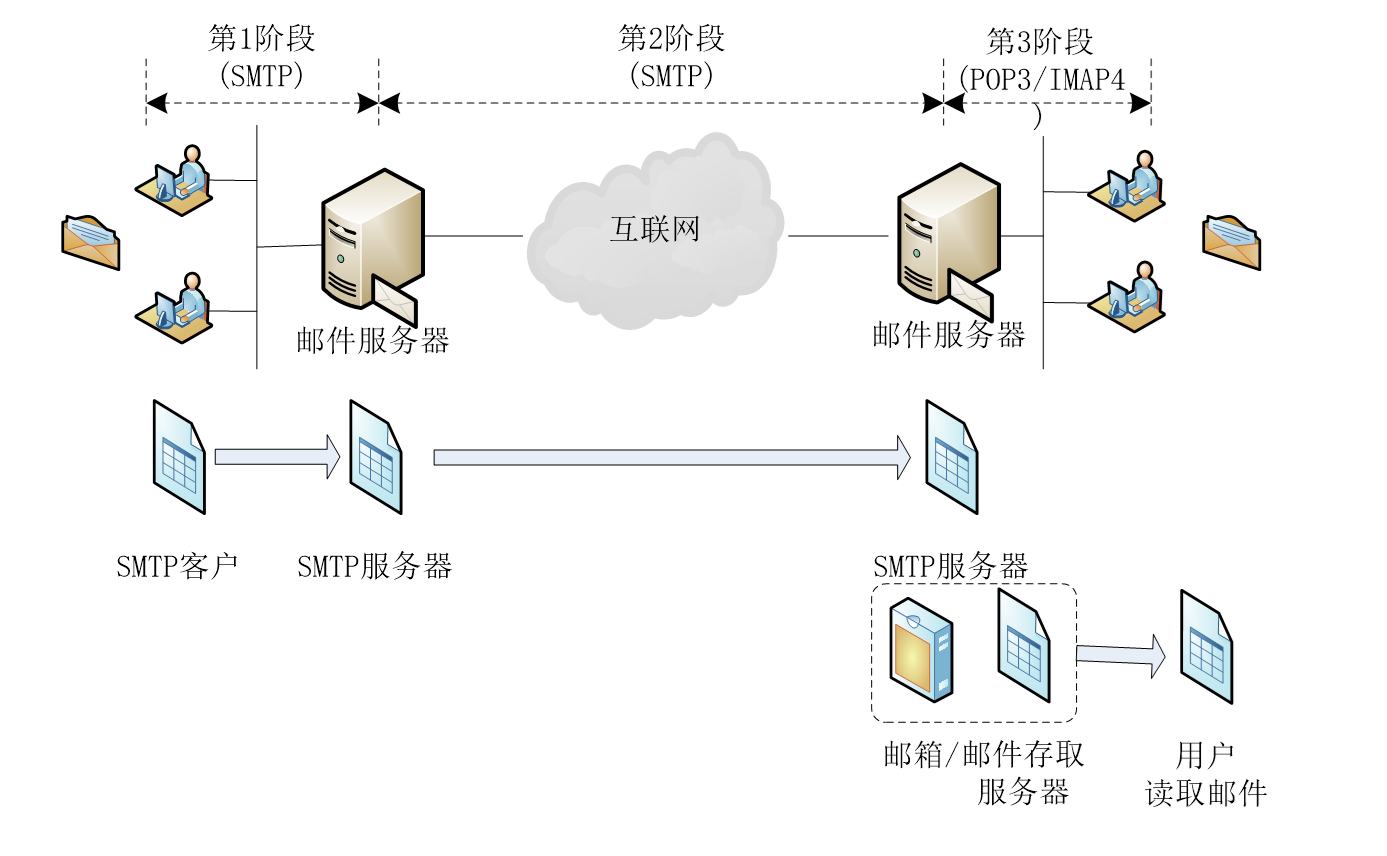 第1阶段
(SMTP)
第2阶段
(SMTP)
第3阶段
(POP3/IMAP4
)
互联网
邮件服务器
邮件服务器
SMTP客户
SMTP服务器
SMTP服务器
邮箱/邮件存取
服务器
用户
读取邮件